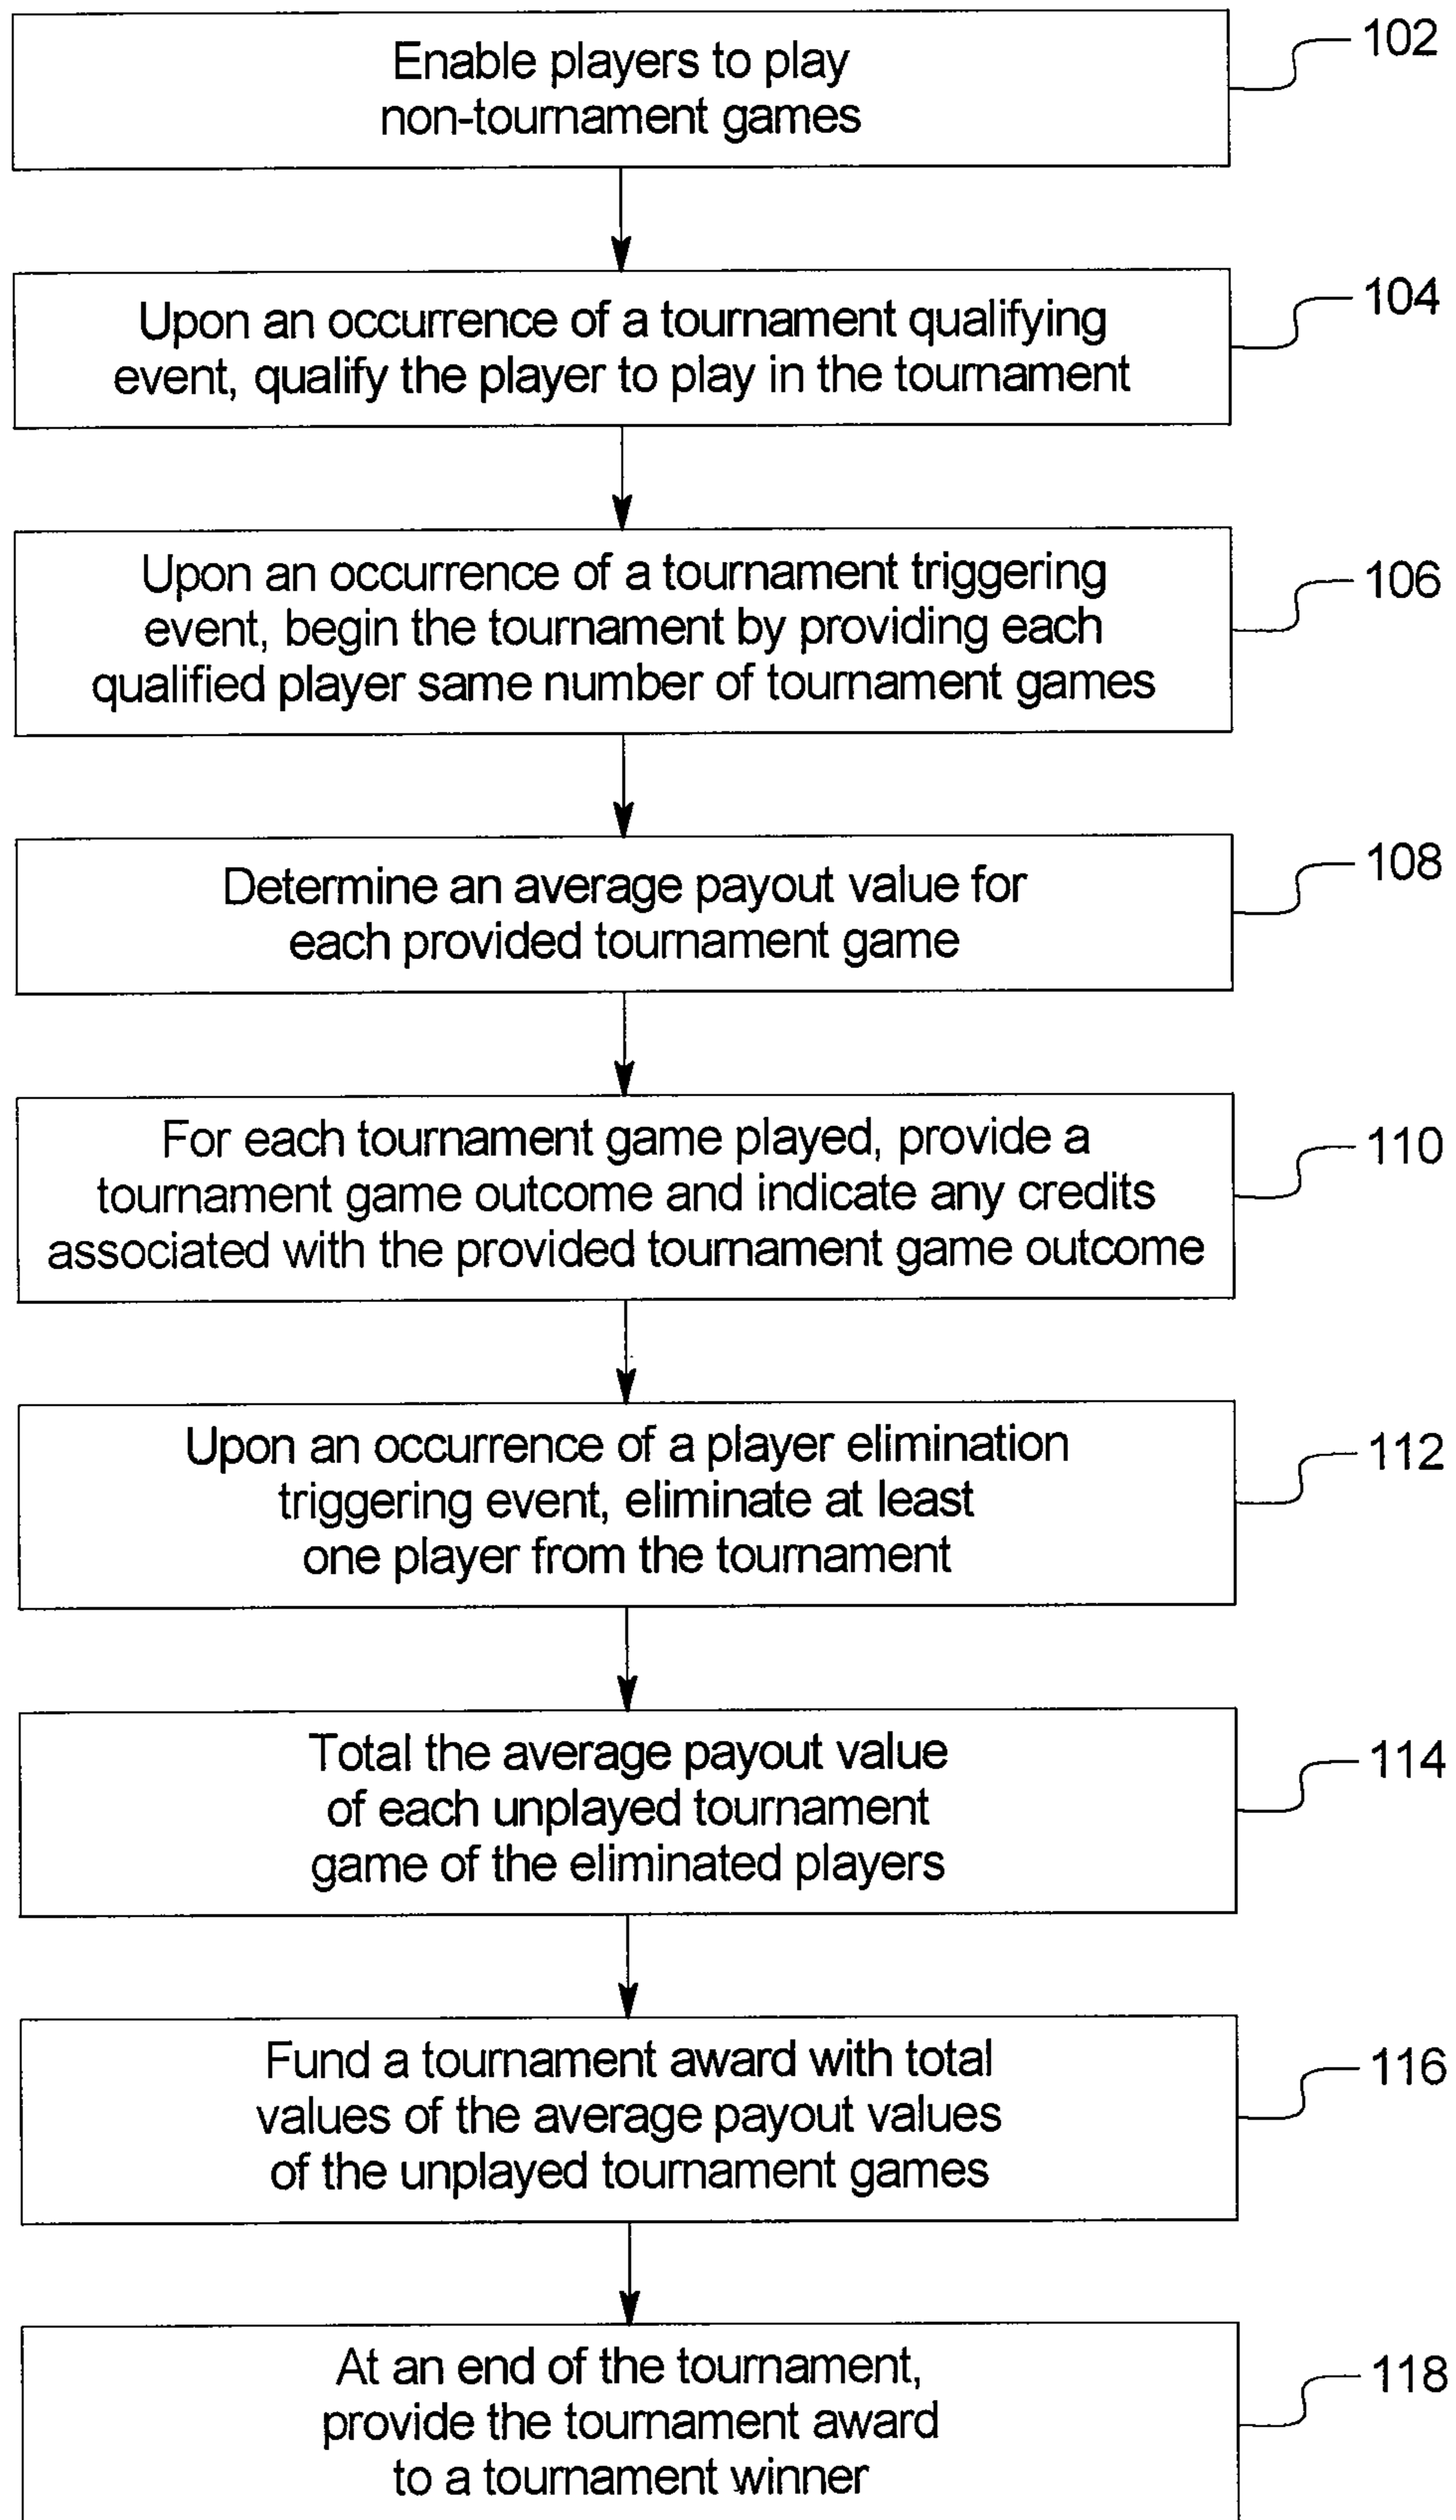 Enable players to play
non-tournament games
102
Upon an occurrence of a tournament qualifying
event, qualify the player to play in the tournament
104
Upon an occurrence of a tournament triggering
event, begin the tournament by providing each
qualified player same number of tournament games
106
Determine an average payout value for
each provided tournament game
108
For each tournament game played, provide a
tournament game outcome and indicate any credits
associated with the provided tournament game outcome
110
Upon an occurrence of a player elimination
triggering event, eliminate at least
one player from the tournament
112
Total the average payout value
of each unplayed tournament
game of the eliminated players
114
Fund a tournament award with total
values of the average payout values
of the unplayed tournament games
116
At an end of the tournament,
provide the tournament award
to a tournament winner
118